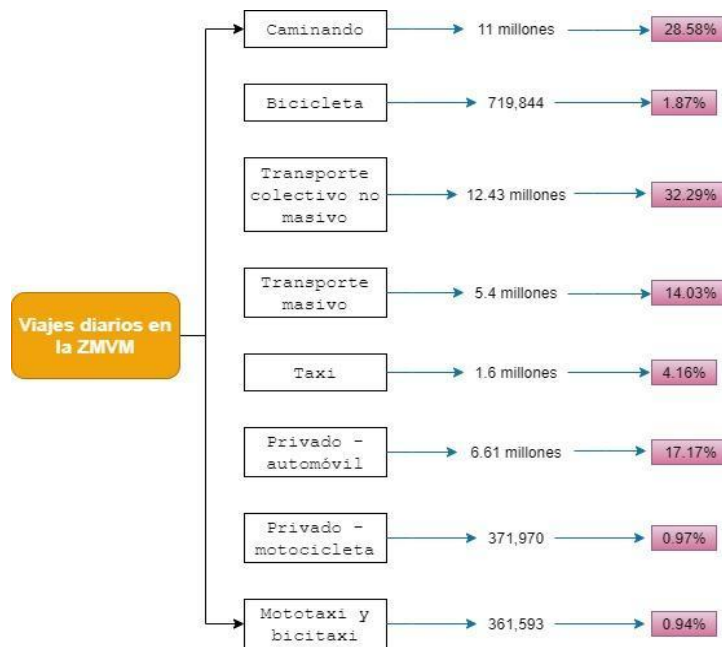 Caminando
11 millones
28.58%
Bicicleta
719,844
1.87%
Transporte
colectivo no
masivo
12.43 millones
32.29%
Viajes diarios en
la ZMVM
Transporte
masivo
5.4 millones
14.03%
Taxi
1.6 millones
4.16%
Privado -
automóvil
6.61 millones
17.17%
Privado -
motocicleta
371,970
0.97%
Mototaxi y
bicitaxi
361,593
0.94%